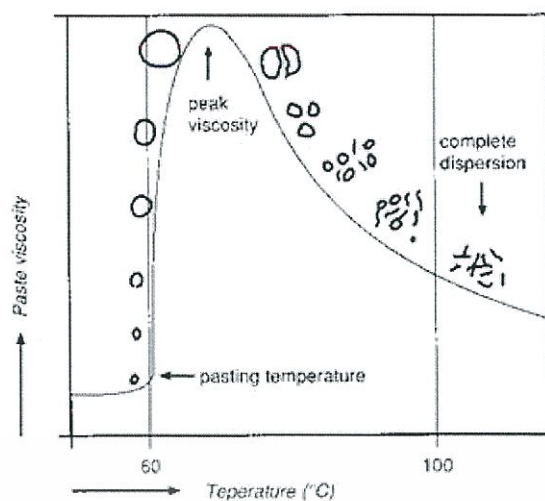 peak
viscosity
complete
dispersion
Paste viscosity
pasting temperature
60
100
Teperature (°C)